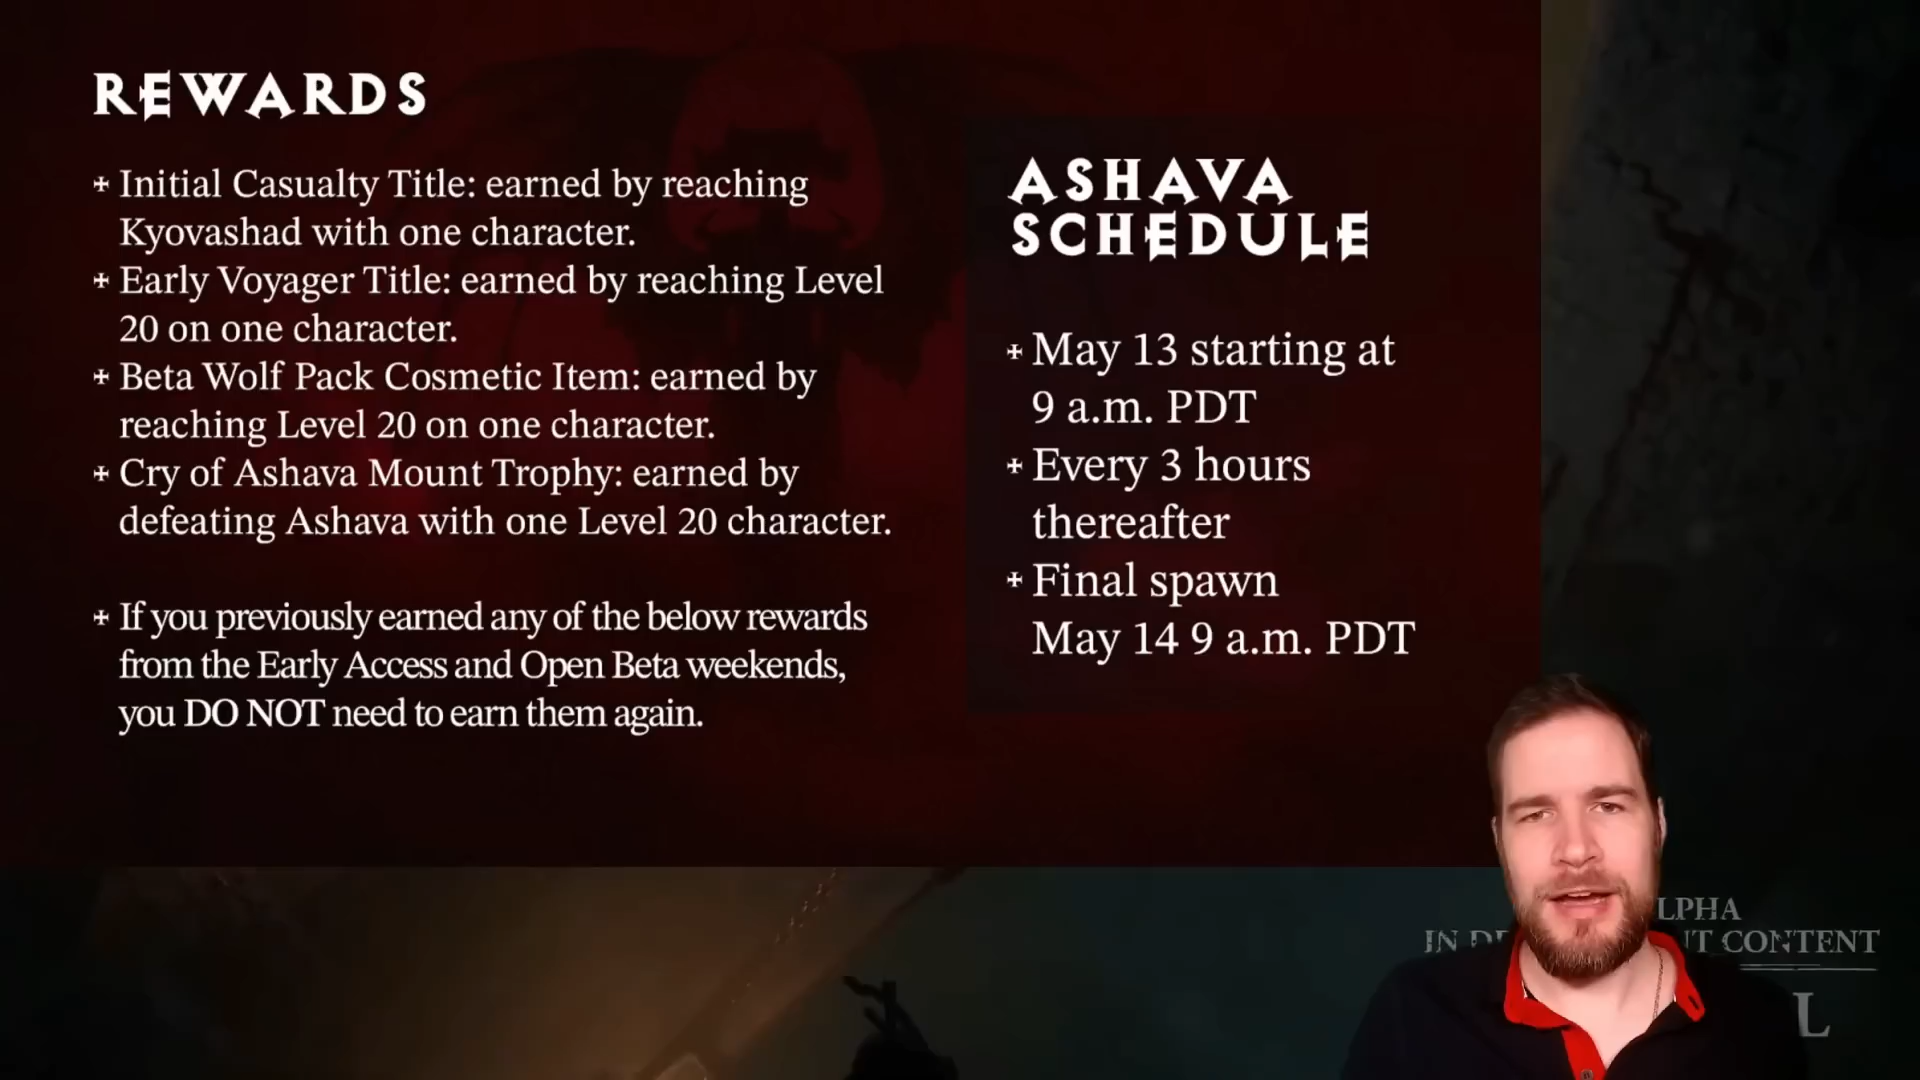 REWARDS
Initial Casualty Title: earned by reaching
Kyovashad with one character.
Early Voyager Title: earned by reaching Level
20 on one character.
Beta Wolf Pack Cosmetic Item: earned by
reaching Level 20 on one character.
Cry of Ashava Mount Trophy: earned by
defeating Ashava with one Level 20 character.
If you previously earned any of the below rewards
from the Early Access and Open Beta weekends,
you DO NOT need to earn them again.
ASHAVA
SCHEDULE
May 13 starting at
9 a.m. PDT
Every 3 hours
thereafter
Final spawn
May 14 9 a.m. PDT
IN
CONTENT